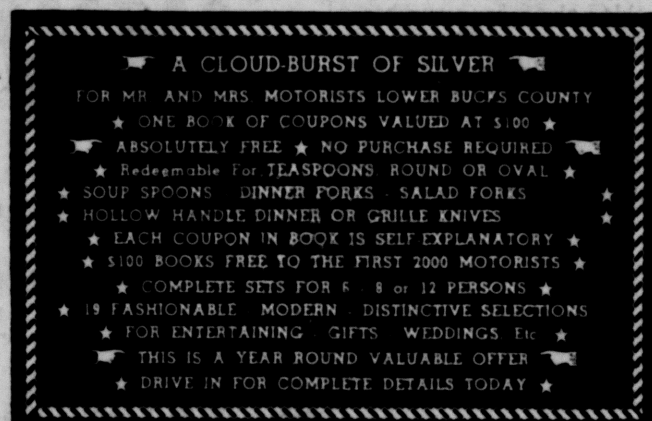 A CLOUD-BURST OF SILVER
FOR MR. AND MRS. MOTORISTS LOWER BUCKS COUNTY
★ ONE BOOK OF COUPONS VALUED AT $100 ★
ABSOLUTELY FREE ★ NO PURCHASE REQUIRED
★ Redeemable For TEASPOONS ROUND OR OVAL ★
★ SOUP SPOONS DINNER FORKS - SALAD FORKS ★
★ HOLLOW HANDLE DINNER OR GRILLE KNIVES ★
★ EACH COUPON IN BOOK IS SELF EXPLANATORY ★
★ $100 BOOKS FREE TO THE FIRST 2000 MOTORISTS ★
★ COMPLETE SETS FOR 6 - 8 or 12 PERSONS ★
★ 19 FASHIONABLE MODERN - DISTINCTIVE SELECTIONS
★ FOR ENTERTAINING - GIFTS WEDDINGS Etc ★
THIS IS A YEAR ROUND VALUABLE OFFER
★ DRIVE IN FOR COMPLETE DETAILS TODAY ★